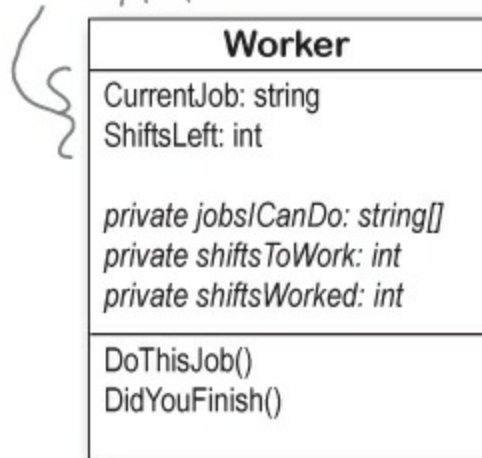 Worker
CurrentJob: string
ShiftsLeft: int
private jobsICanDo: string[]
private shiftsToWork: int
private shiftsWorked: int
DoThisJob()
DidYouFinish()